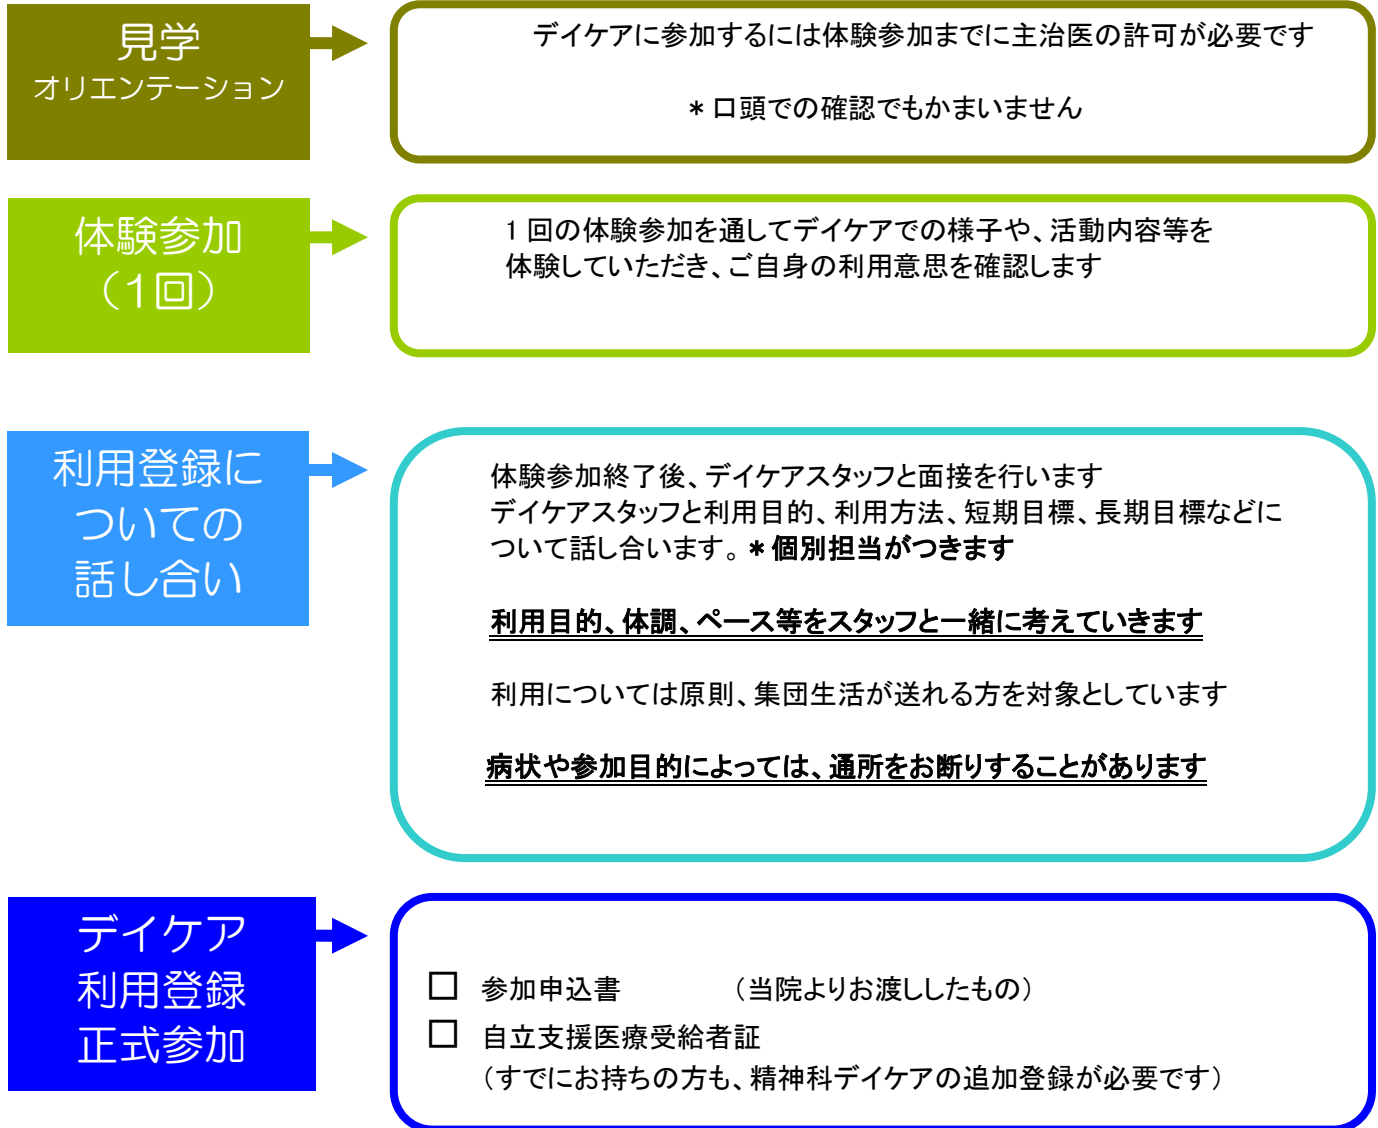 見学
オリエンテーション
デイケアに参加するには体験参加までに主治医の許可が必要です
＊口頭での確認でもかまいません
体験参加
（1回）
1 回の体験参加を通してデイケアでの様子や、活動内容等を
体験していただき、ご自身の利用意思を確認します
利用登録に
ついての
話し合い
体験参加終了後、デイケアスタッフと面接を行います
デイケアスタッフと利用目的、利用方法、短期目標、長期目標などに
ついて話し合います。＊個別担当がつきます
利用目的、体調、ペース等をスタッフと一緒に考えていきます
利用については原則、集団生活が送れる方を対象としています
病状や参加目的によっては、通所をお断りすることがあります
デイケア
利用登録
正式参加
□ 参加申込書　　　　（当院よりお渡ししたもの）
□ 自立支援医療受給者証
（すでにお持ちの方も、精神科デイケアの追加登録が必要です）